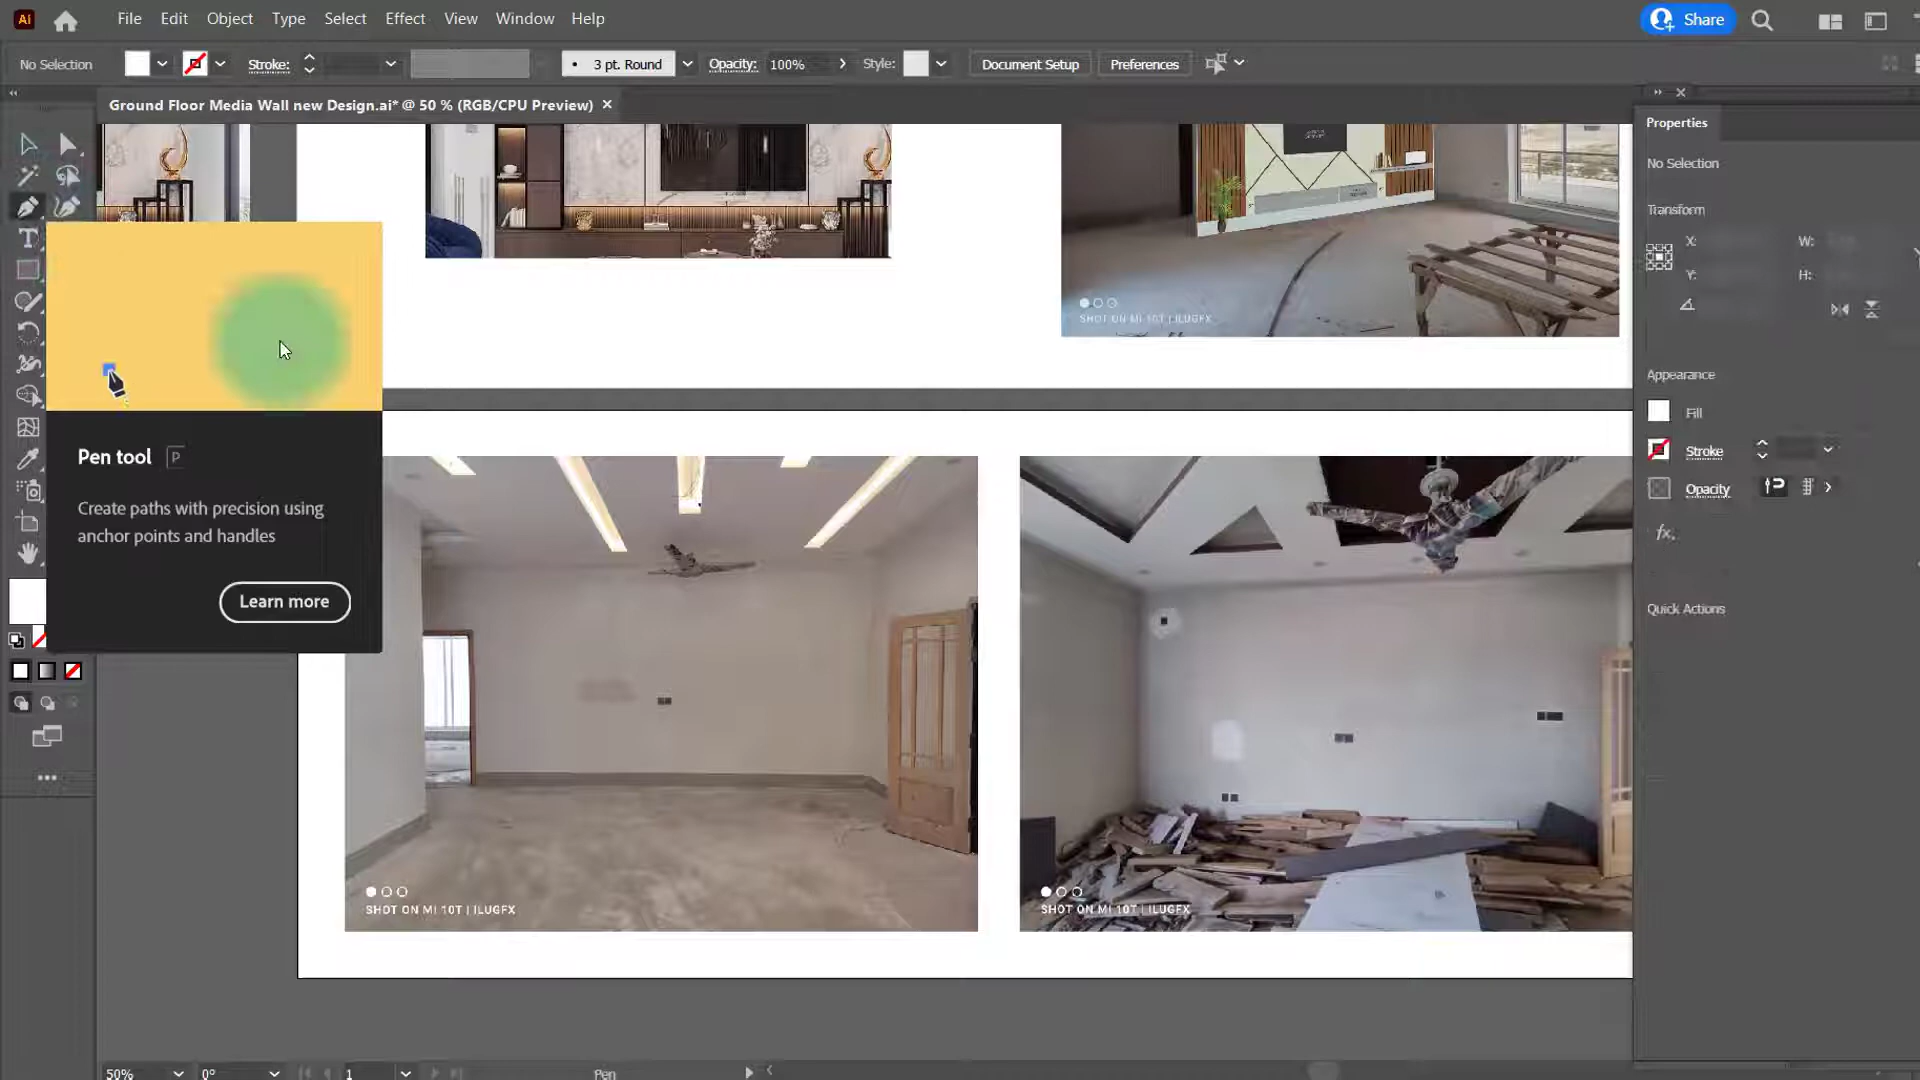 Ai File Edit Object Type Select Effect View Window Help Share
No Selection Stroke: 3 pt. Round Opacity: 100% Style: Document Setup Preferences
Ground Floor Media Wall new Design.ai* @ 50 % (RGB/CPU Preview)
Properties
No Selection
Transform
X: W:
Y: H:
SHOT ON MI 10T | ILUGFX
Appearance
Fill
Stroke
Opacity
fx.
Quick Actions
Pen tool P
Create paths with precision using
anchor points and handles
Learn more
SHOT ON MI 10T | ILUGFX
SHOT ON MI 10T | ILUGFX
50% 0° 1 Pen